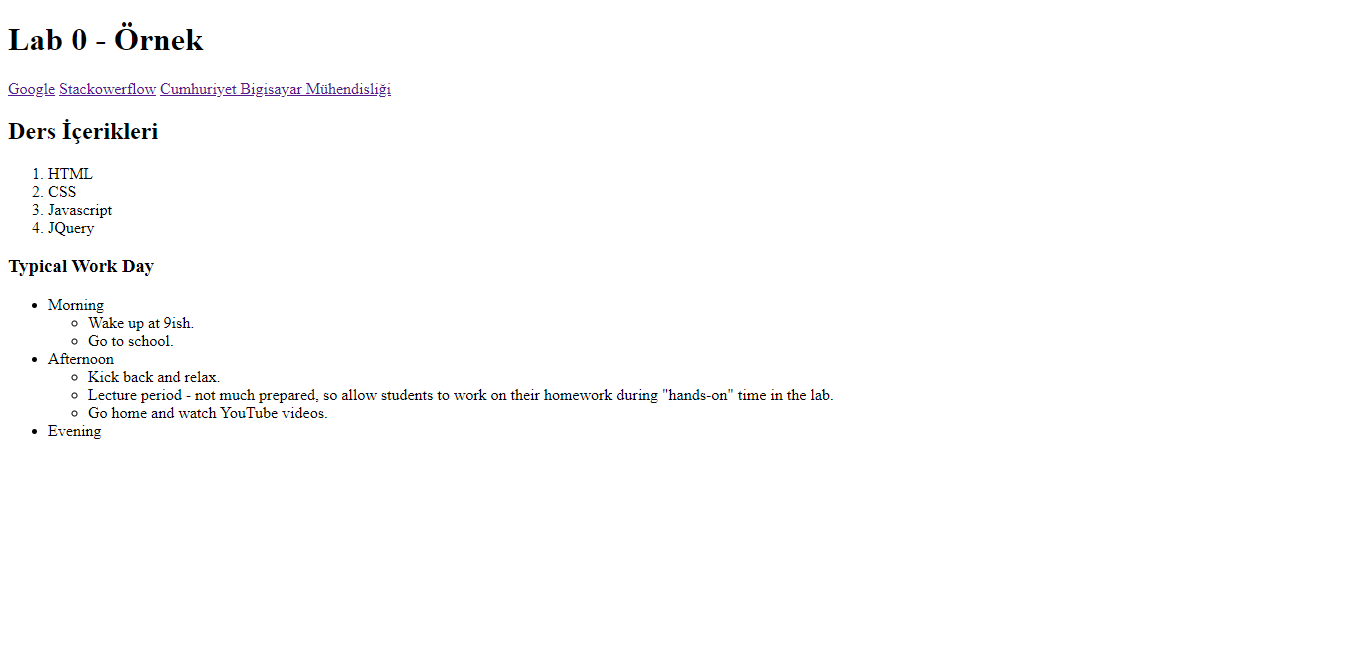 Lab 0 - Örnek
Google Stackowerflow Cumhuriyet Bigisayar Mühendisliği
Ders İçerikleri
1. HTML
2. CSS
3. Javascript
4. JQuery
Typical Work Day
• Morning
◦ Wake up at 9ish.
◦ Go to school.
• Afternoon
◦ Kick back and relax.
◦ Lecture period - not much prepared, so allow students to work on their homework during "hands-on" time in the lab.
◦ Go home and watch YouTube videos.
• Evening